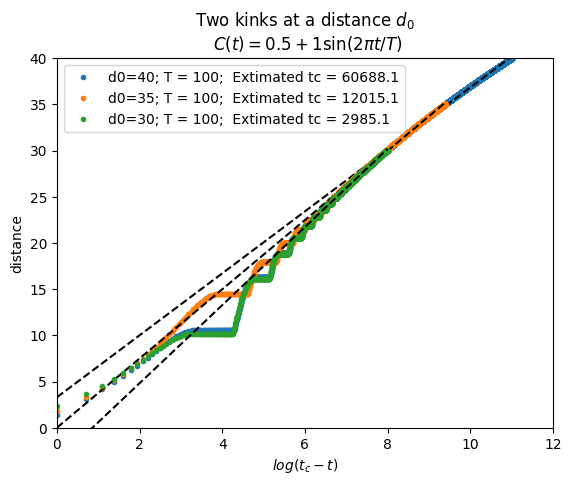 Two kinks at a distance $d_0$
$C(t) = 0.5 + 1\sin(2\pi t/T)$
d0=40; T = 100;  Extimated tc = 60688.1
d0=35; T = 100;  Extimated tc = 12015.1
d0=30; T = 100;  Extimated tc = 2985.1
distance
40
35
30
25
20
15
10
5
0
0 2 4 6 8 10 12
$log(t_c - t)$